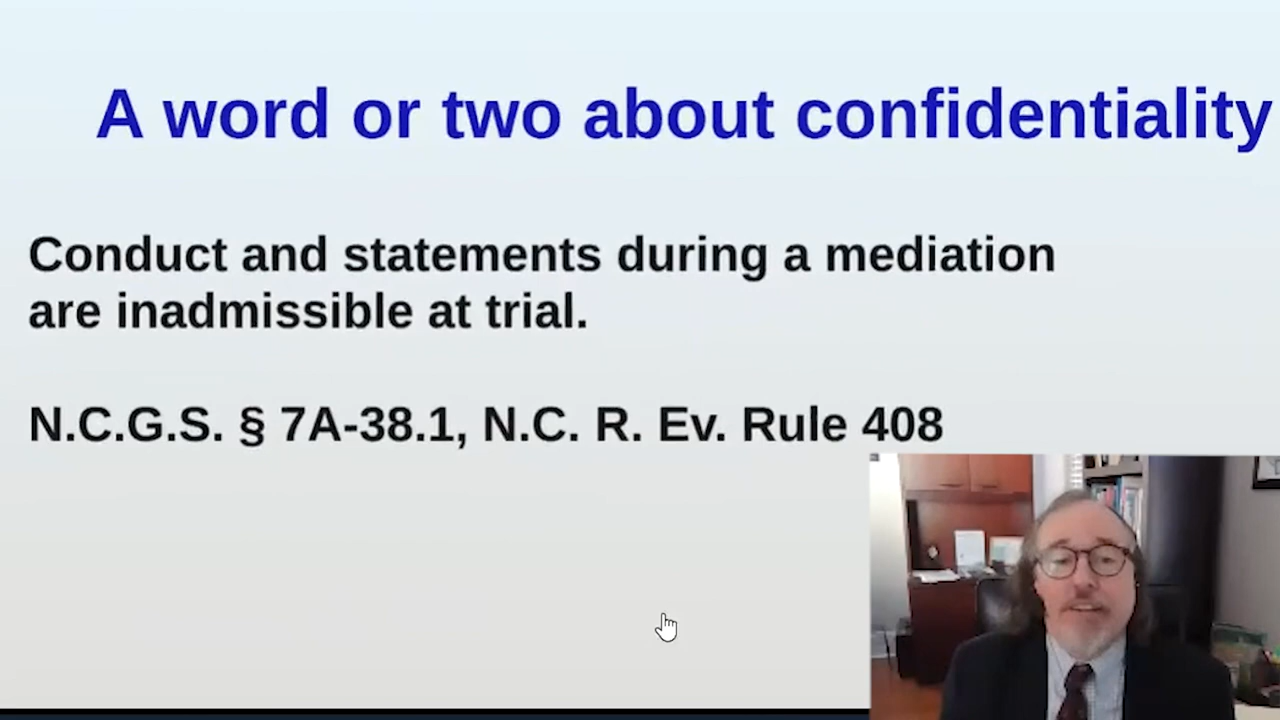 A word or two about confidentiality
Conduct and statements during a mediation
are inadmissible at trial.
N.C.G.S. § 7A-38.1, N.C. R. Ev. Rule 408